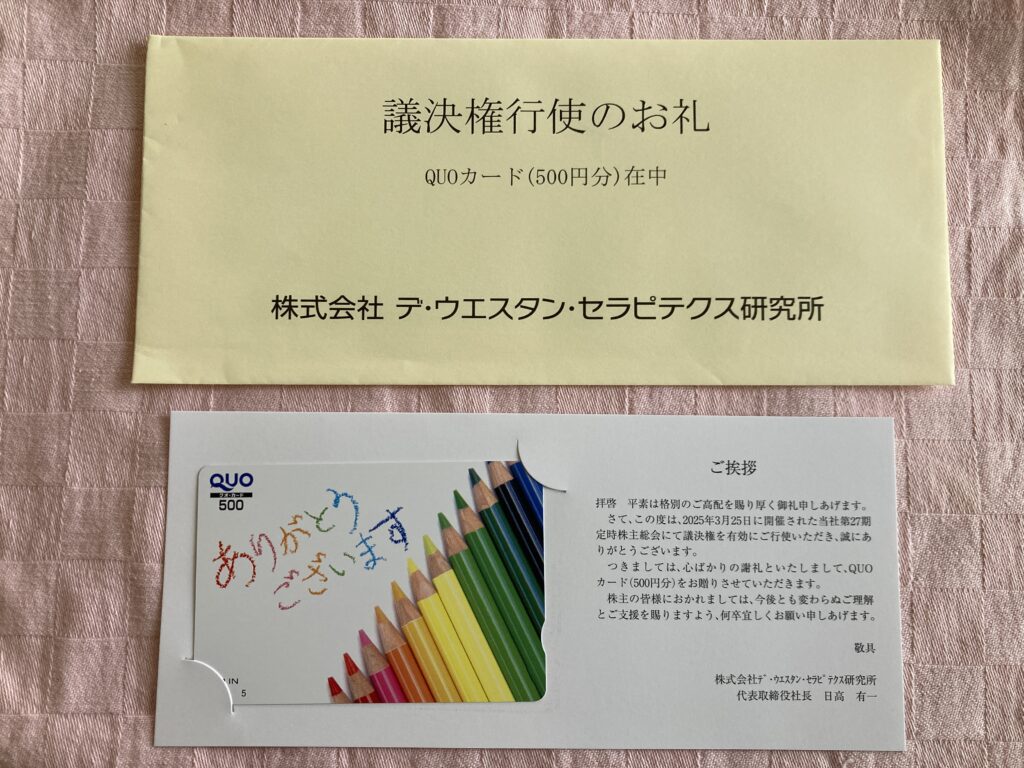 議決権行使のお礼
QUOカード(500円分)在中
株式会社 デ・ウエスタン・セラピテクス研究所
QUO
クオ・カード
500
ありがとう
ございます
IN
5
ご挨拶
拝啓　平素は格別のご高配を賜り厚く御礼申しあげます。
さて、この度は、2025年3月25日に開催された当社第27期
定時株主総会にて議決権を有効にご行使いただき、誠にあ
りがとうございます。
つきましては、心ばかりの謝礼といたしまして、QUO
カード(500円分)をお贈りさせていただきます。
株主の皆様におかれましては、今後とも変わらぬご理解
とご支援を賜りますよう、何卒宜しくお願い申しあげます。
敬具
株式会社ﾃﾞ･ｳｴｽﾀﾝ･ｾﾗﾋﾟﾃｸｽ研究所
代表取締役社長　日高　有一